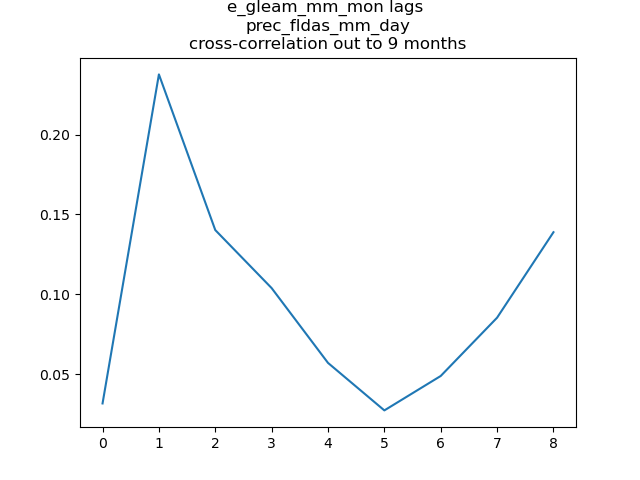 e_gleam_mm_mon lags
prec_fldas_mm_day
cross-correlation out to 9 months
0.20
0.15
0.10
0.05
0 1 2 3 4 5 6 7 8